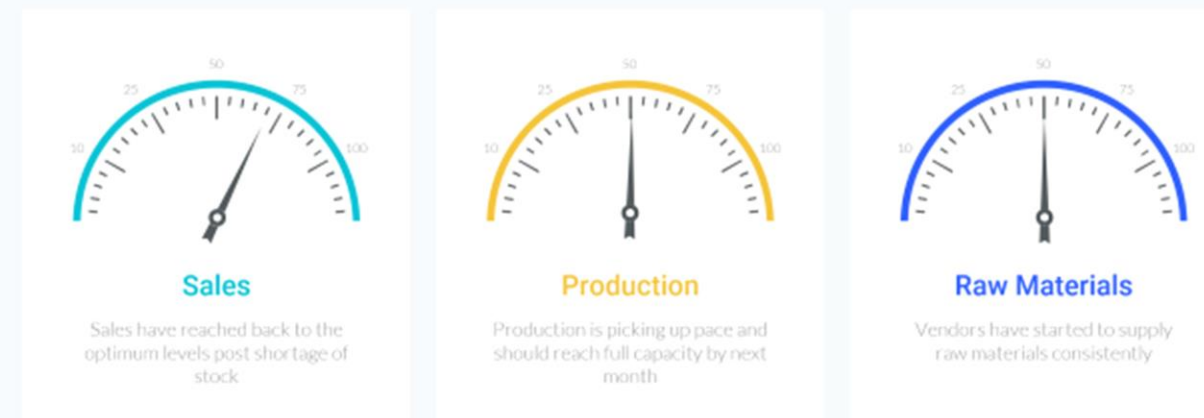 50
25
75
10
100
Sales
Sales have reached back to the
optimum levels post shortage of
stock
50
25
75
10
100
Production
Production is picking up pace and
should reach full capacity by next
month
50
25
75
10
100
Raw Materials
Vendors have started to supply
raw materials consistently